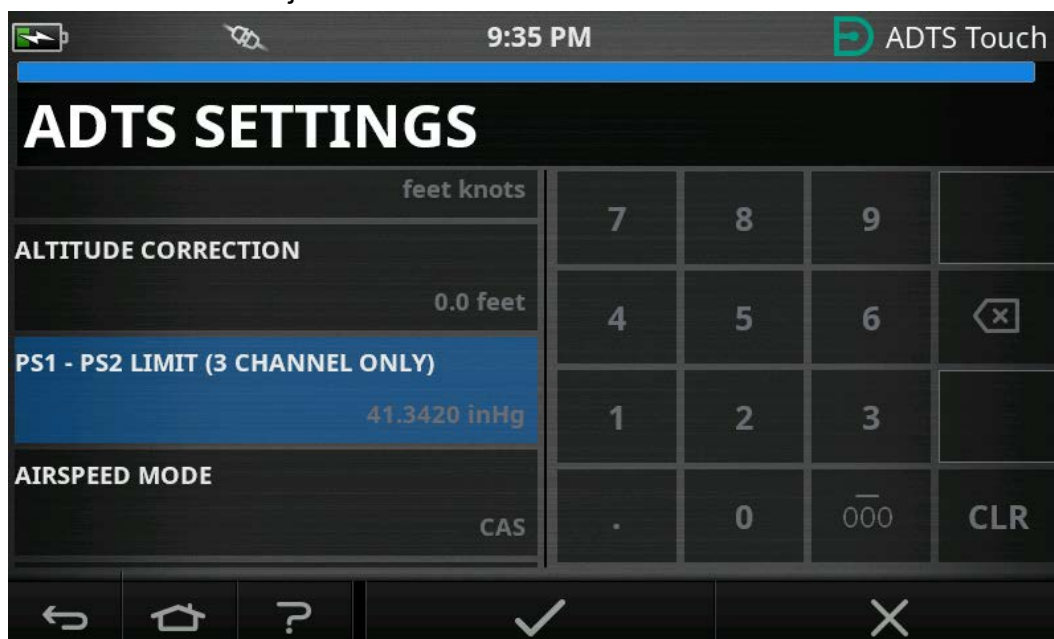 9:35 PM
ADTS Touch
ADTS SETTINGS
feet knots
ALTITUDE CORRECTION
0.0 feet
PS1 - PS2 LIMIT (3 CHANNEL ONLY)
41.3420 inHg
AIRSPEED MODE
CAS
7 8 9
4 5 6
1 2 3
. 0 000 CLR
?